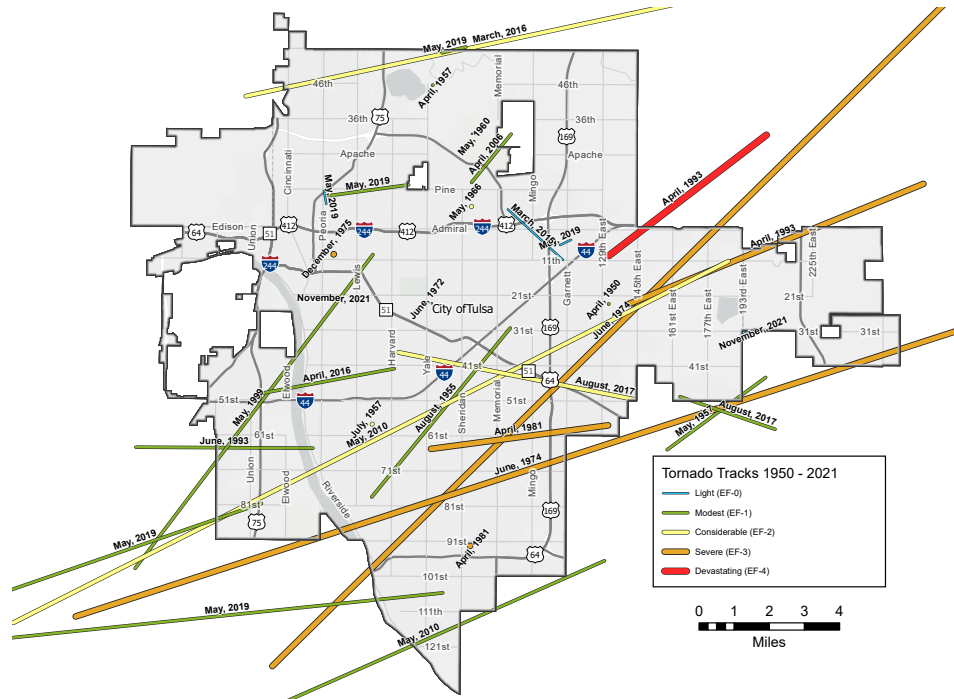 May, 2019
March, 2016
46th
April, 1957
Memorial
46th
36th
75
36th
169
May, 1960
April, 2006
Apache
Apache
Cincinnati
May, 2019
May, 2019
Pine
Mingo
April, 1993
May, 1966
Peoria
March, 2015
May, 2019
64
Edison
Union
51
412
244
412
Admiral
244
412
44
129th East
April, 1993
225th East
December, 1975
244
11th
Lewis
Garnett
145th East
193rd East
November, 2021
June, 1972
51
City of Tulsa
21st
April, 1950
June, 1974
161st East
177th East
21st
Harvard
31st
169
November, 2021
31st
31st
Yale
44
41st
51
64
41st
Elwood
April, 2016
August, 2017
51st
44
May, 1999
August, 1955
Sheridan
Memorial
51st
July, 1957
May, 2010
61st
61st
April, 1981
May, 1957
August, 2017
June, 1993
Union
Elwood
71st
June, 1974
Riverside
Mingo
81st
81st
169
75
May, 2019
91st
April, 1981
64
101st
May, 2019
111th
May, 2010
121st
Tornado Tracks 1950 - 2021
Light (EF-0)
Modest (EF-1)
Considerable (EF-2)
Severe (EF-3)
Devastating (EF-4)
0 1 2 3 4
Miles